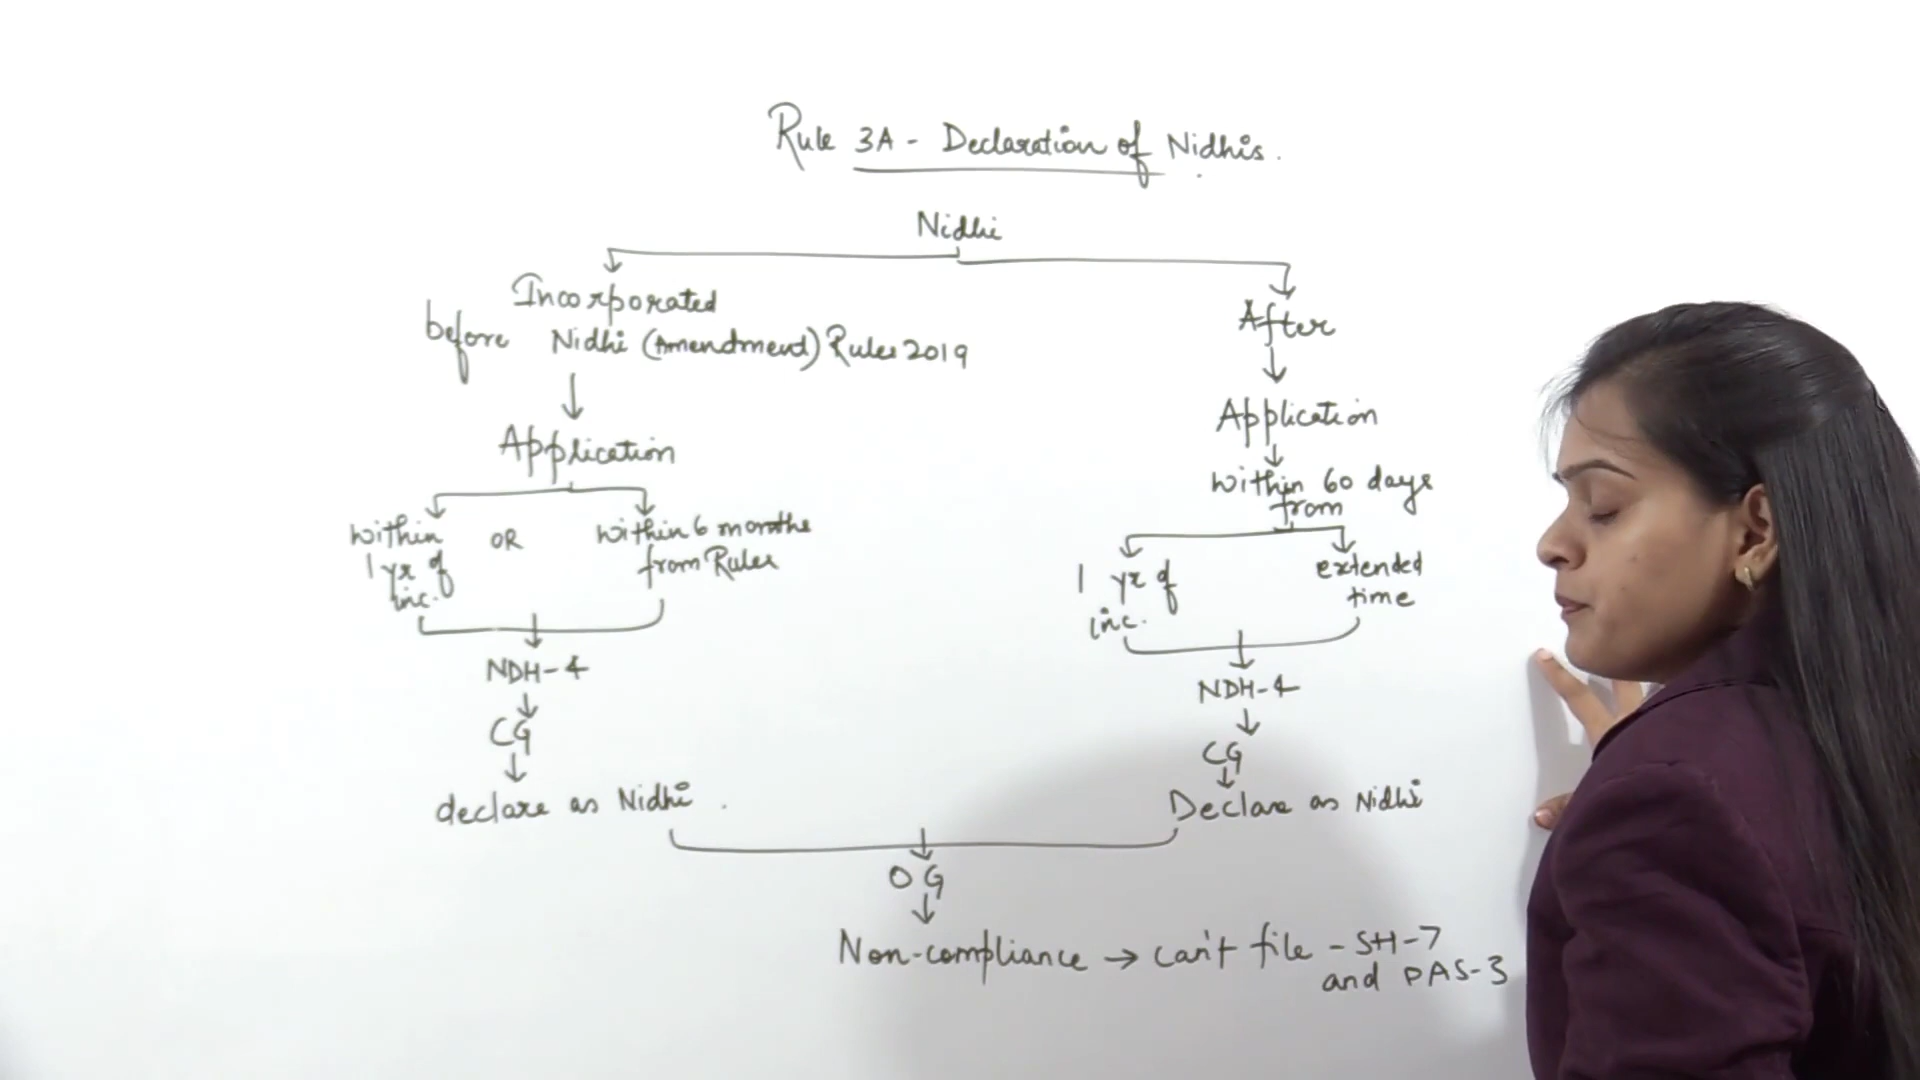 Rule 3A - Declaration of Nidhis.
Nidhi
Incorporated
before Nidhi (Amendment) Rules 2019
Application
within
1 yr of
inc.
OR
within 6 months
from Rules
NDH-4
CG
declare as Nidhi.
After
Application
within 60 days
from
1 yr of
inc.
extended
time
NDH-4
CG
Declare as Nidhi
OG
Non-compliance → can't file - SH-7
and PAS-3